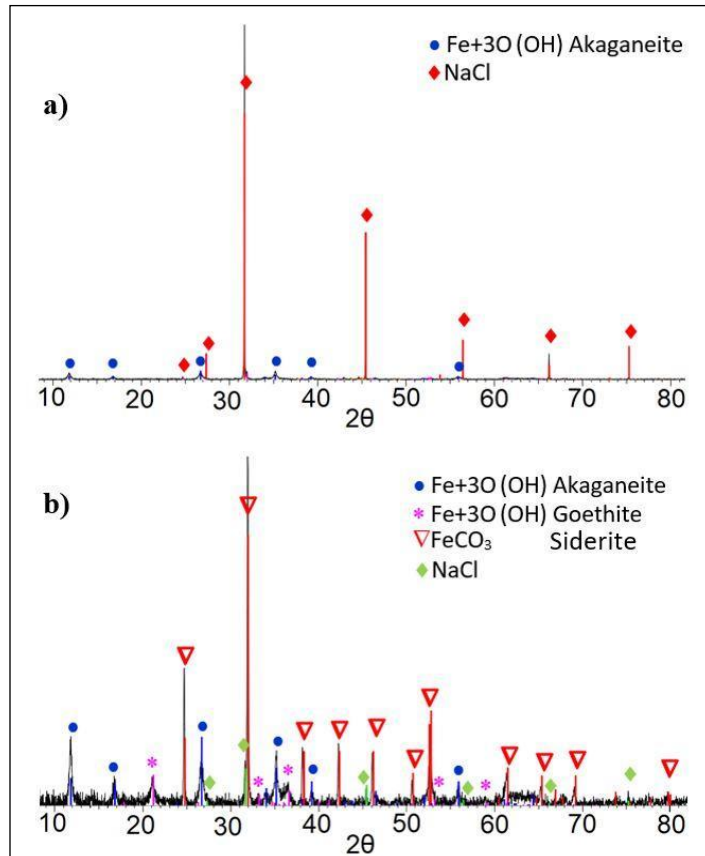 a)
● Fe+3O (OH) Akaganeite
♦ NaCl
10 20 30 40 50 60 70 80
2θ
b)
● Fe+3O (OH) Akaganeite
* Fe+3O (OH) Goethite
▽ FeCO₃ Siderite
♦ NaCl
10 20 30 40 50 60 70 80
2θ